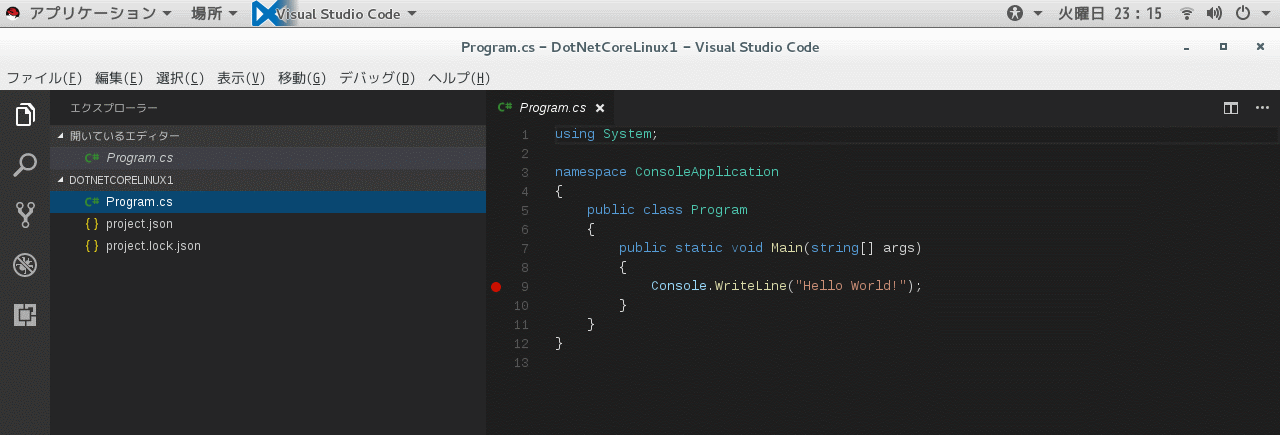 アプリケーション 場所 Visual Studio Code 火曜日 23：15
Program.cs - DotNetCoreLinux1 - Visual Studio Code
ファイル(F) 編集(E) 選択(C) 表示(V) 移動(G) デバッグ(D) ヘルプ(H)
エクスプローラー
開いているエディター
C# Program.cs
DOTNETCORELINUX1
C# Program.cs
{ } project.json
{ } project.lock.json
C# Program.cs
1 using System;
2
3 namespace ConsoleApplication
4 {
5     public class Program
6     {
7         public static void Main(string[] args)
8         {
9             Console.WriteLine("Hello World!");
10         }
11     }
12 }
13